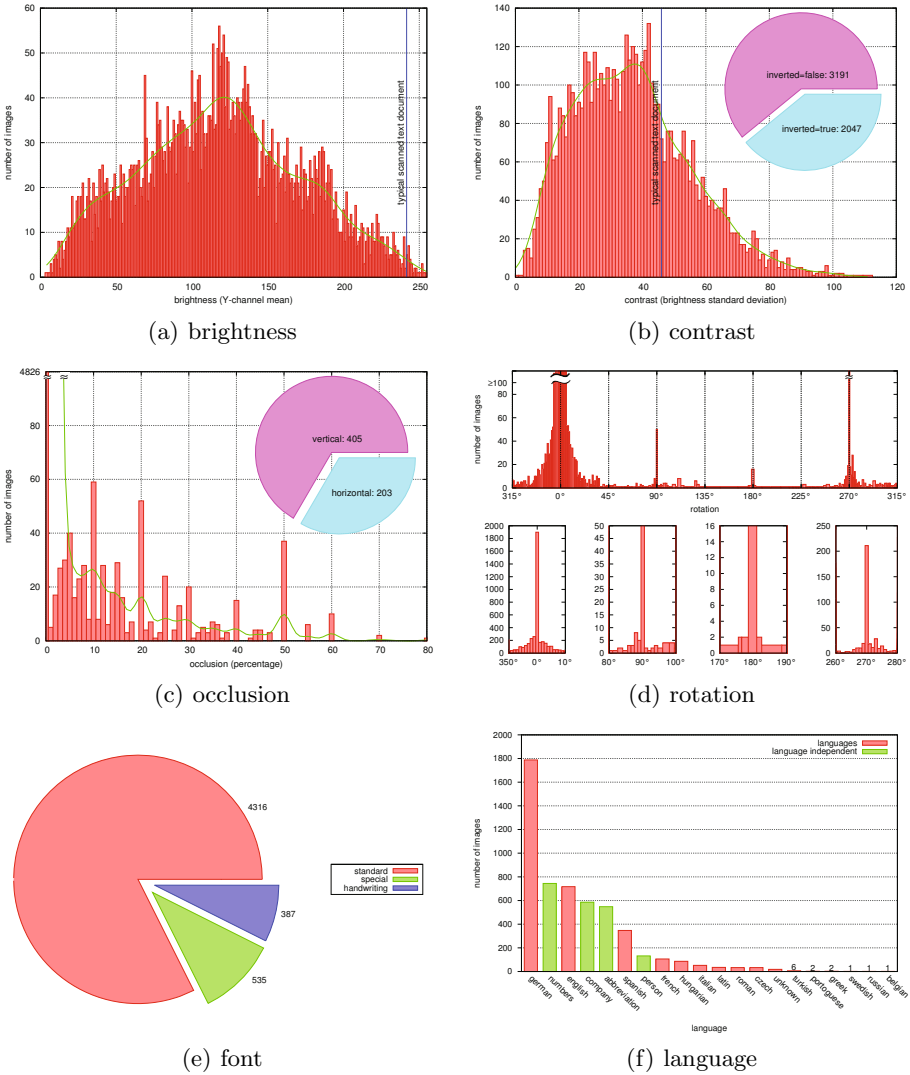 60
50
40
30
20
10
0
number of images
0 50 100 150 200 250
brightness (Y-channel mean)
typical scanned text document
(a) brightness
140
120
100
80
60
40
20
0
number of images
0 20 40 60 80 100 120
contrast (brightness standard deviation)
typical scanned text document
inverted=false: 3191
inverted=true: 2047
(b) contrast
4826
80
60
40
20
0
number of images
0 10 20 30 40 50 60 70 80
occlusion (percentage)
vertical: 405
horizontal: 203
(c) occlusion
≥100
80
60
40
20
0
number of images
315° 0° 45° 90° 135° 180° 225° 270° 315°
rotation
2000
1800
1600
1400
1200
1000
800
600
400
200
0
350° 0° 10°
50
45
40
35
30
25
20
15
10
5
0
80° 90° 100°
16
14
12
10
8
6
4
2
0
170° 180° 190°
250
200
150
100
50
0
260° 270° 280°
(d) rotation
4316
387
535
standard
special
handwriting
(e) font
2000
1800
1600
1400
1200
1000
800
600
400
200
0
number of images
languages
language independent
6 2 2 1 1 1
german
numbers
english
company
abbreviation
spanish
person
french
hungarian
italian
latin
roman
czech
unknown
turkish
portoguese
greek
swedish
russian
belgian
language
(f) language